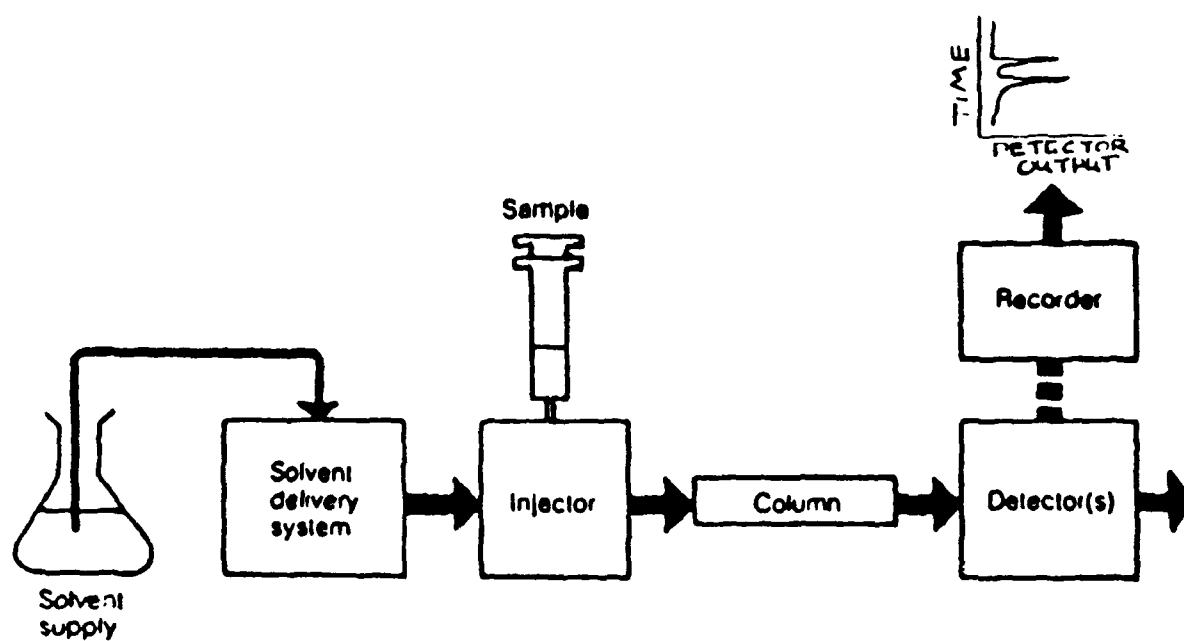 TIME
DETECTOR
OUTPUT
Sample
Recorder
Solvent
delivery
system
Injector
Column
Detector(s)
Solvent
supply